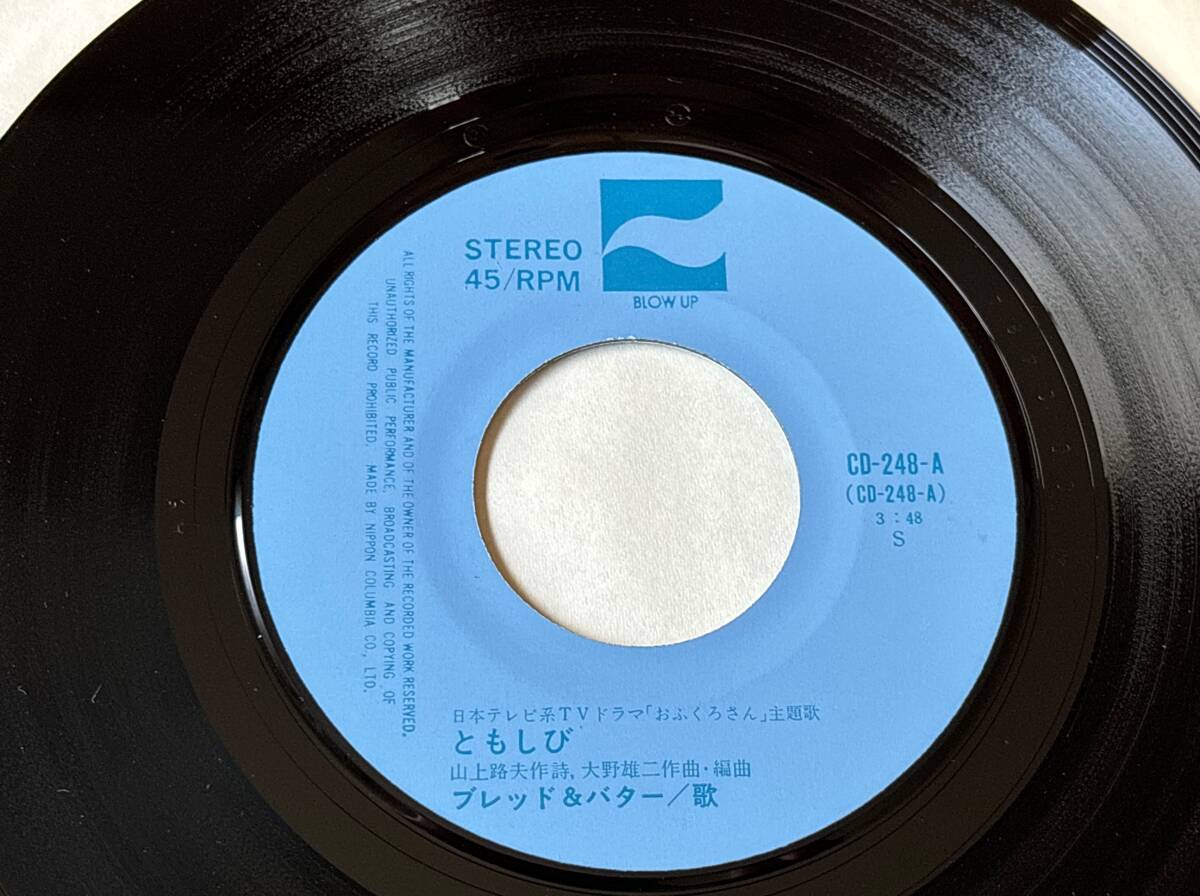 STEREO
45/RPM
BLOW UP
ALL RIGHTS OF THE MANUFACTURER AND OF THE OWNER OF THE RECORDED WORK RESERVED.
UNAUTHORIZED PUBLIC PERFORMANCE, BROADCASTING AND COPYING OF
THIS RECORD PROHIBITED. MADE BY NIPPON COLUMBIA CO., LTD.
CD-248-A
(CD-248-A)
3:48
S
日本テレビ系TVドラマ「おふくろさん」主題歌
ともしび
山上路夫作詩, 大野雄二作曲・編曲
ブレッド&バター/歌